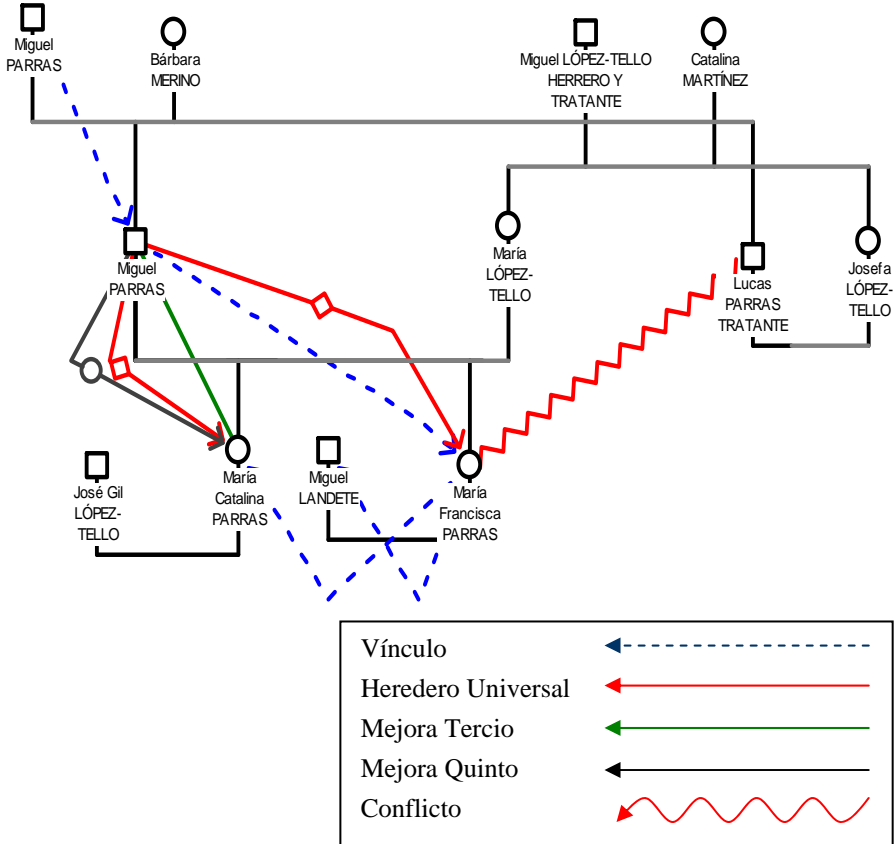 Miguel
PARRAS
Bárbara
MERINO
Miguel LÓPEZ-TELLO
HERRERO Y
TRATANTE
Catalina
MARTÍNEZ
Miguel
PARRAS
María
LÓPEZ-
TELLO
Lucas
PARRAS
TRATANTE
Josefa
LÓPEZ-
TELLO
José Gil
LÓPEZ-
TELLO
María
Catalina
PARRAS
Miguel
LANDETE
María
Francisca
PARRAS
Vínculo
Heredero Universal
Mejora Tercio
Mejora Quinto
Conflicto